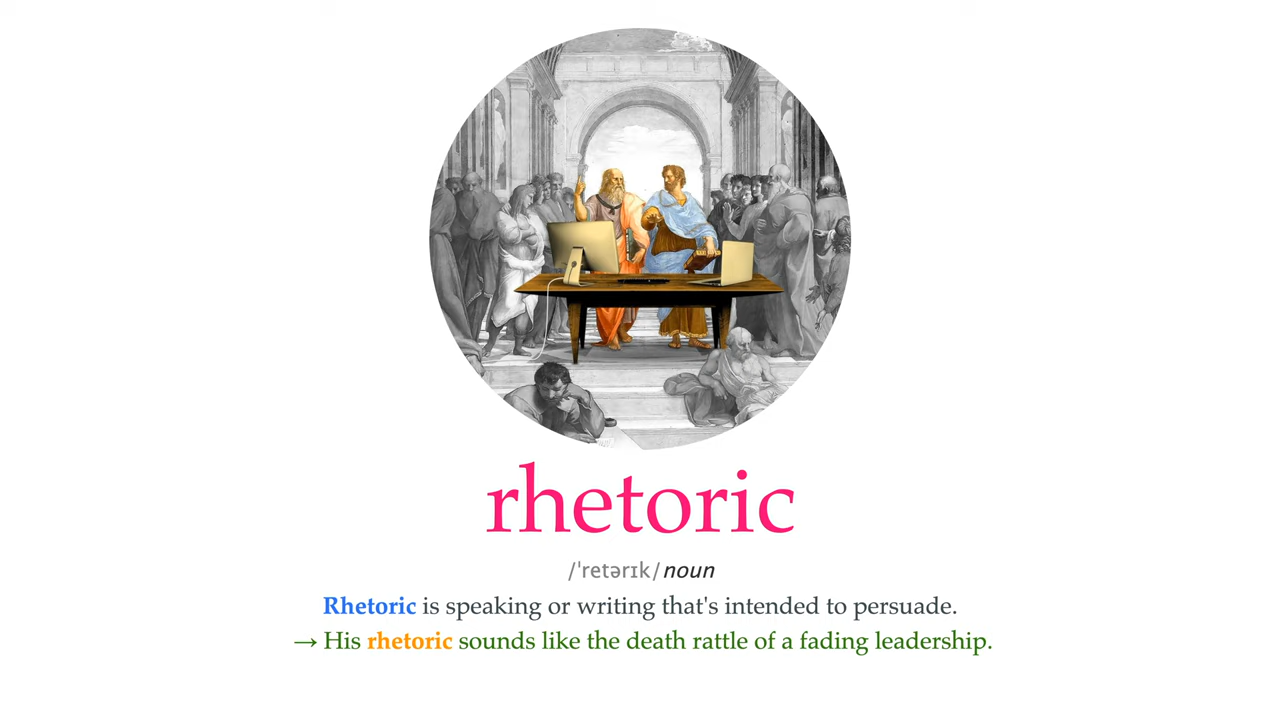 rhetoric
/ˈretərɪk/ noun
Rhetoric is speaking or writing that's intended to persuade.
→ His rhetoric sounds like the death rattle of a fading leadership.